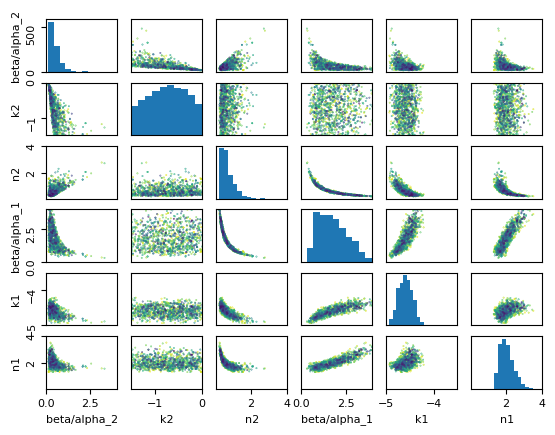 beta/alpha_2
500
0
k2
0
−1
n2
4
2
beta/alpha_1
2.5
0.0
k1
−4
−5
n1
4
2
0.0 2.5
−1 0
0 2 4
0.0 2.5
−5 −4
2 4
beta/alpha_2 k2 n2 beta/alpha_1 k1 n1